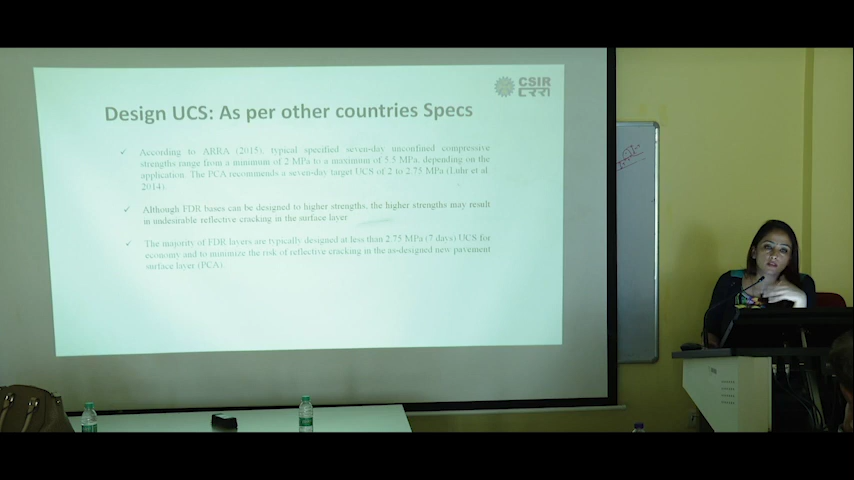 CSIR
Design UCS: As per other countries Specs
✓ According to ARRA (2015), typical specified seven-day unconfined compressive
strengths range from a minimum of 2 MPa to a maximum of 5.5 MPa, depending on the
application. The PCA recommends a seven-day target UCS of 2 to 2.75 MPa (Luhr et al.
2014).
✓ Although FDR bases can be designed to higher strengths, the higher strengths may result
in undesirable reflective cracking in the surface layer
✓ The majority of FDR layers are typically designed at less than 2.75 MPa (7 days) UCS for
economy and to minimize the risk of reflective cracking in the as-designed new pavement
surface layer (PCA).